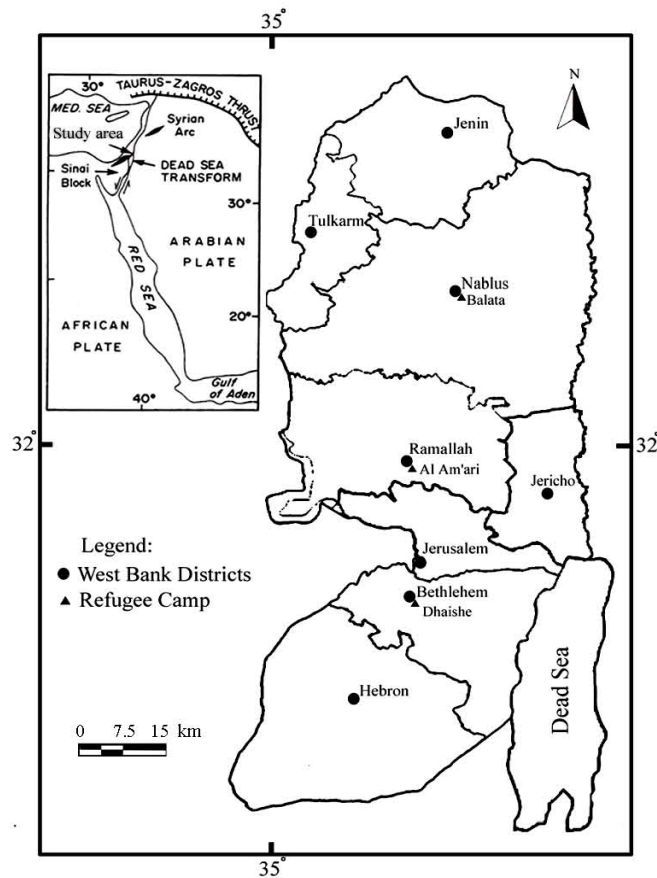 35°
N
30°
TAURUS-ZAGROS THRUST
MED. SEA
Syrian
Arc
Study area
Sinai
Block
DEAD SEA
TRANSFORM
30°
ARABIAN
PLATE
RED SEA
20°
AFRICAN
PLATE
Gulf
of Aden
40°
Jenin
Tulkarm
Nablus
Balata
32°
32°
Ramallah
Al Am'ari
Jericho
Jerusalem
Bethlehem
Dhaishe
Hebron
Dead Sea
Legend:
West Bank Districts
Refugee Camp
0 7.5 15 km
35°